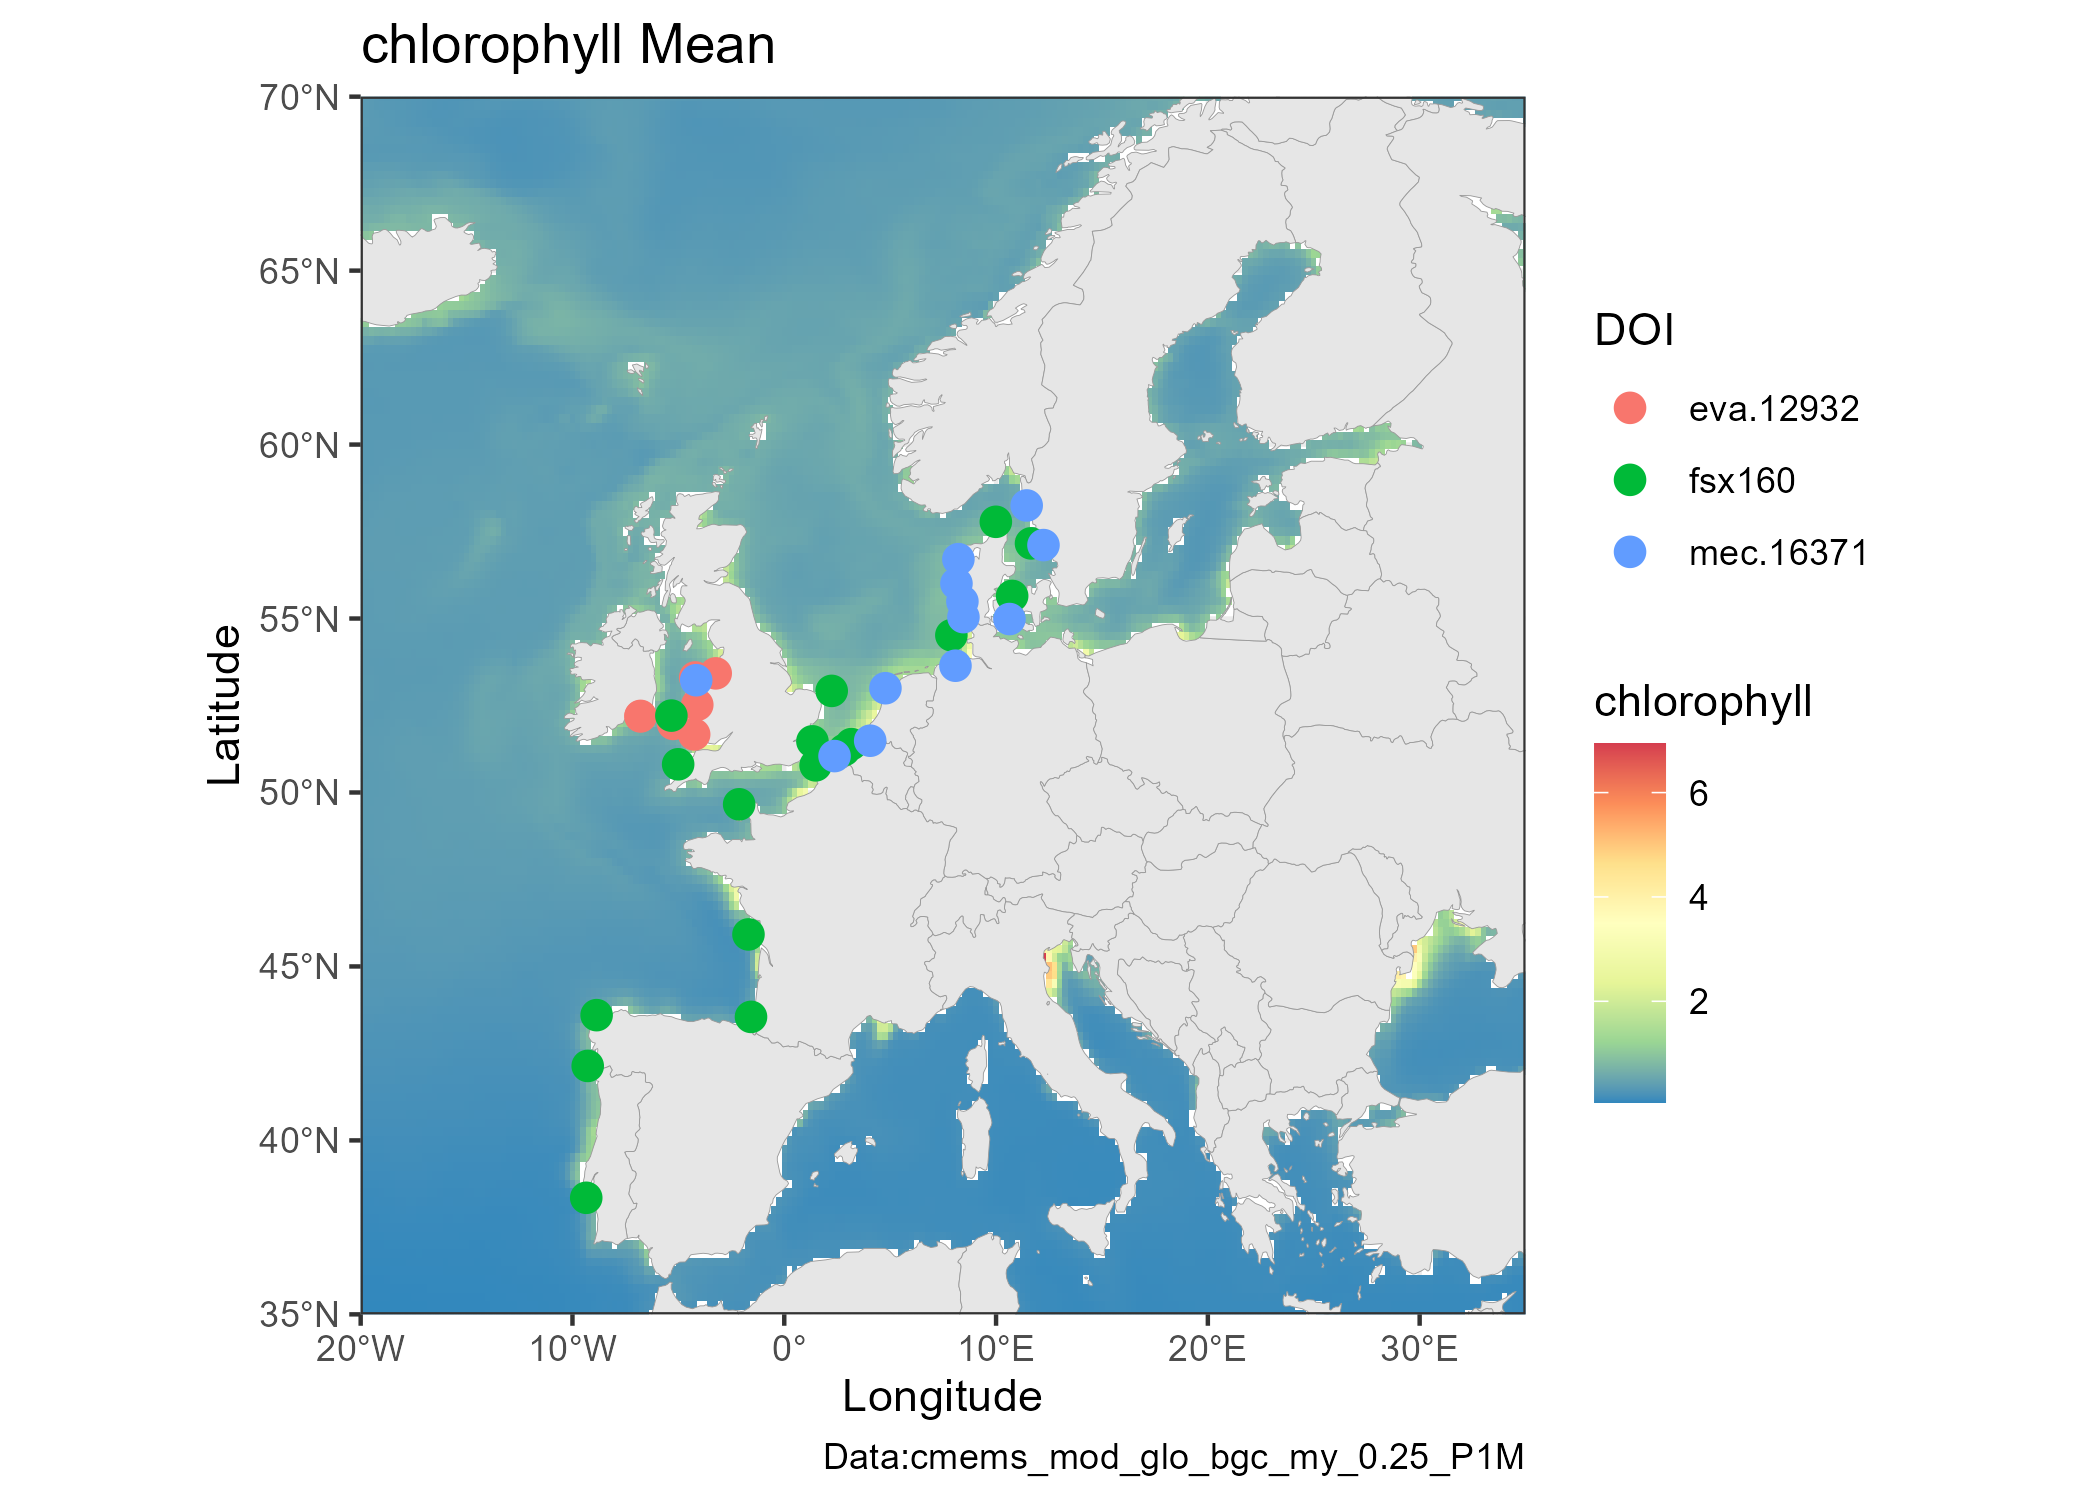 chlorophyll Mean
70°N
65°N
60°N
55°N
50°N
45°N
40°N
35°N
Latitude
20°W
10°W
0°
10°E
20°E
30°E
Longitude
Data:cmems_mod_glo_bgc_my_0.25_P1M
DOI
eva.12932
fsx160
mec.16371
chlorophyll
6
4
2